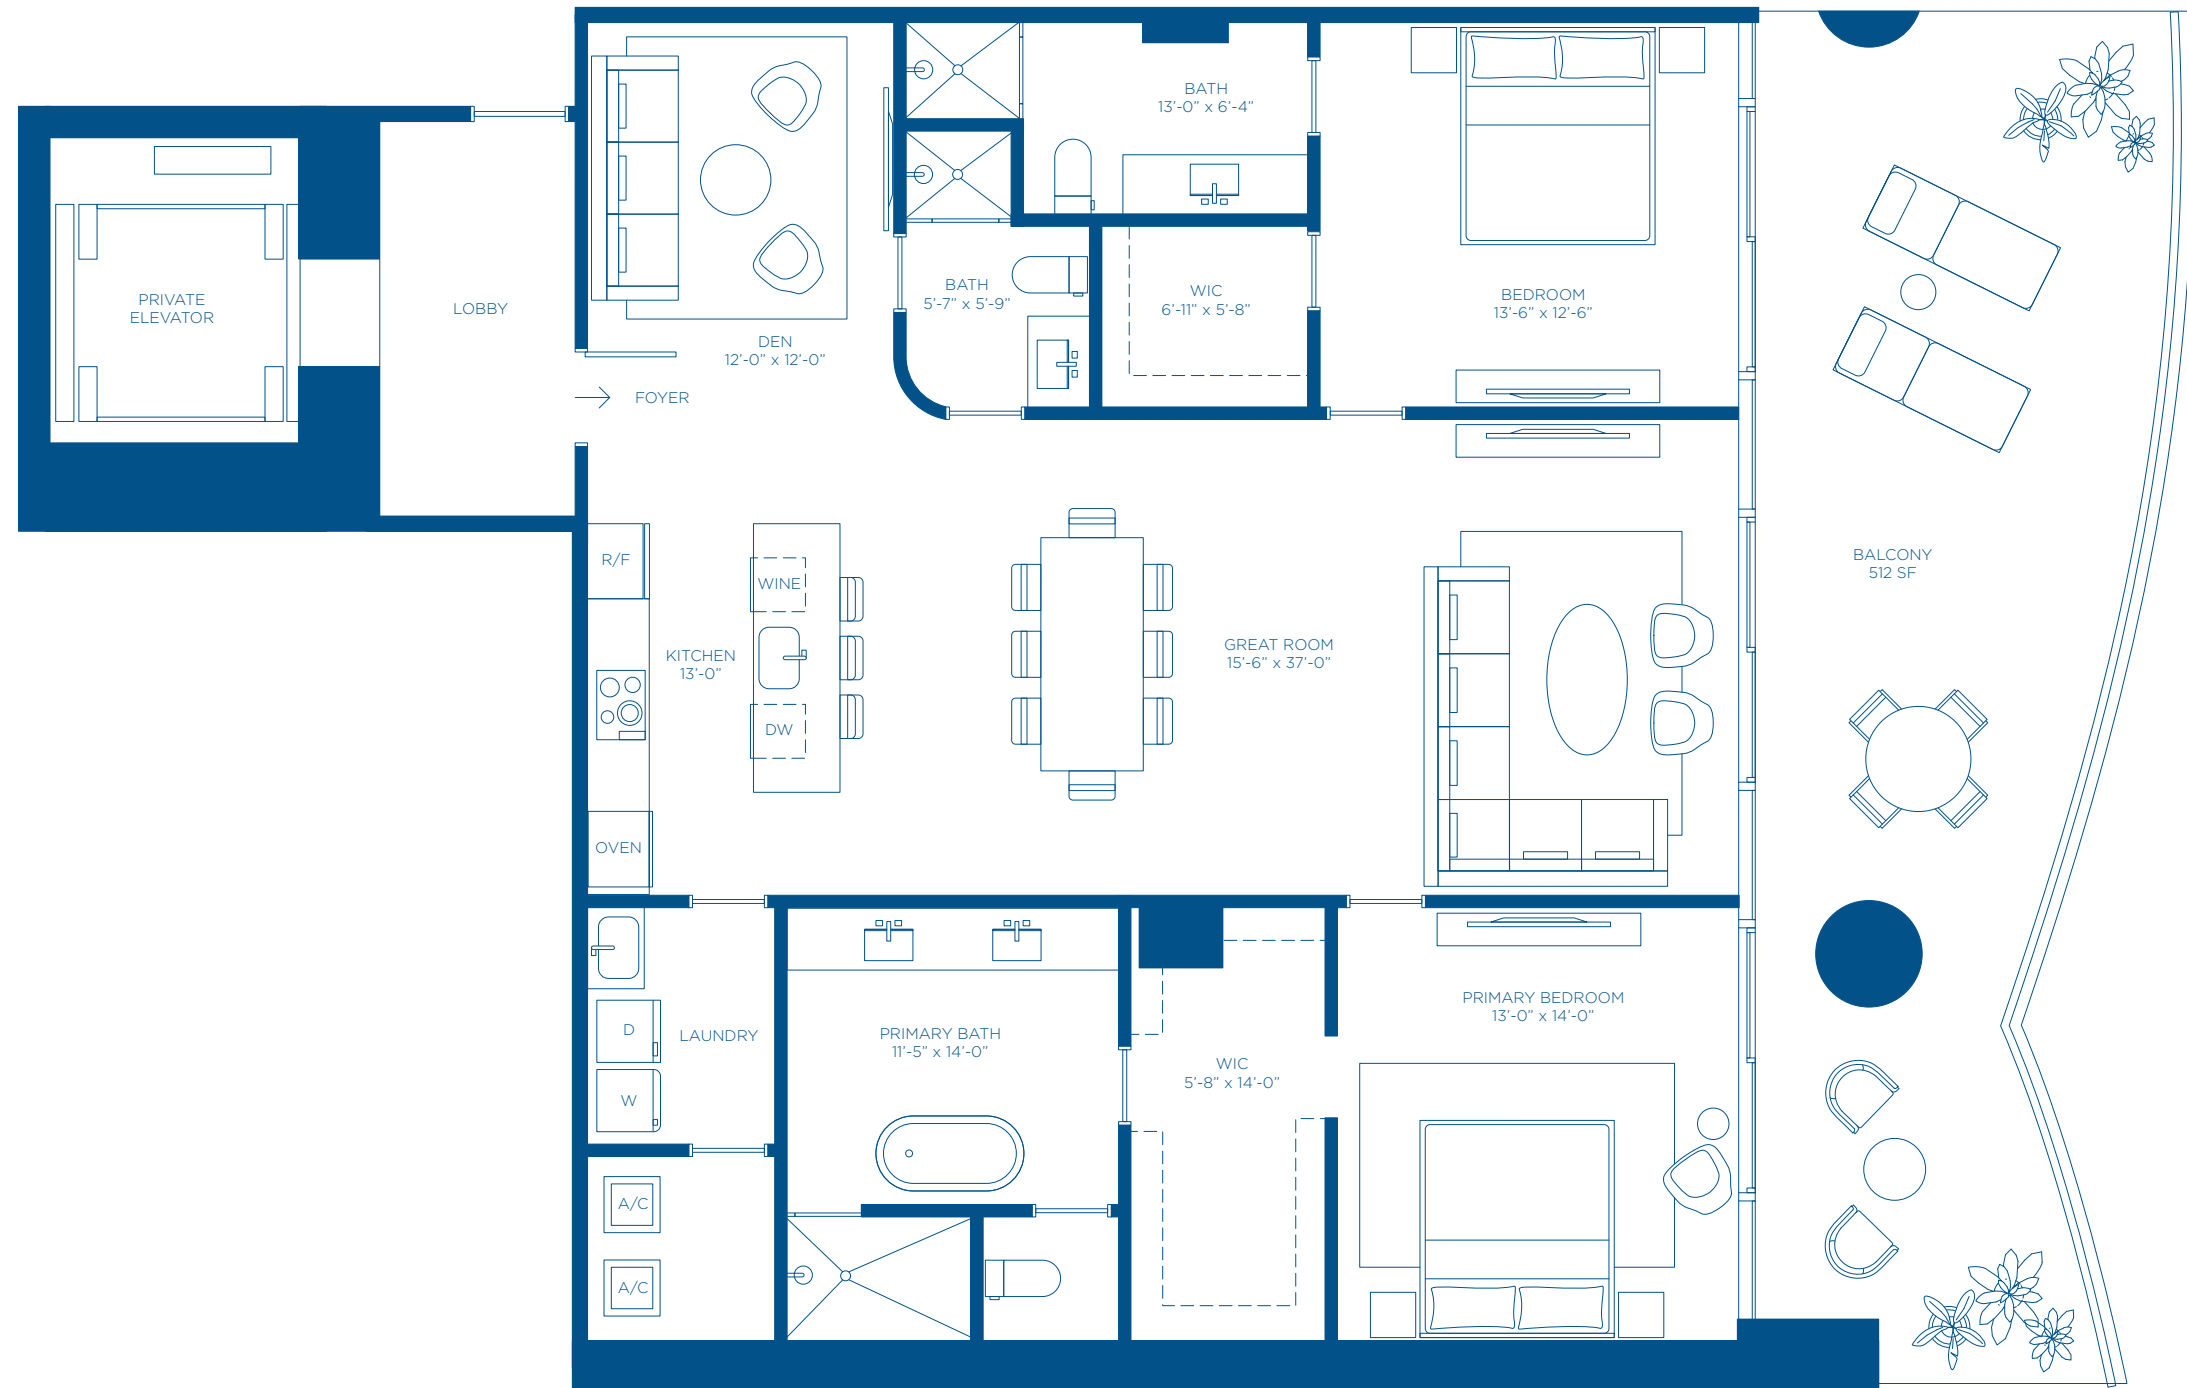 BATH
13'-0" x 6'-4"
PRIVATE
ELEVATOR
LOBBY
DEN
12'-0" x 12'-0"
BATH
5'-7" x 5'-9"
WIC
6'-11" x 5'-8"
BEDROOM
13'-6" x 12'-6"
FOYER
R/F
WINE
KITCHEN
13'-0"
DW
OVEN
GREAT ROOM
15'-6" x 37'-0"
BALCONY
512 SF
D
W
LAUNDRY
PRIMARY BATH
11'-5" x 14'-0"
WIC
5'-8" x 14'-0"
PRIMARY BEDROOM
13'-0" x 14'-0"
A/C
A/C